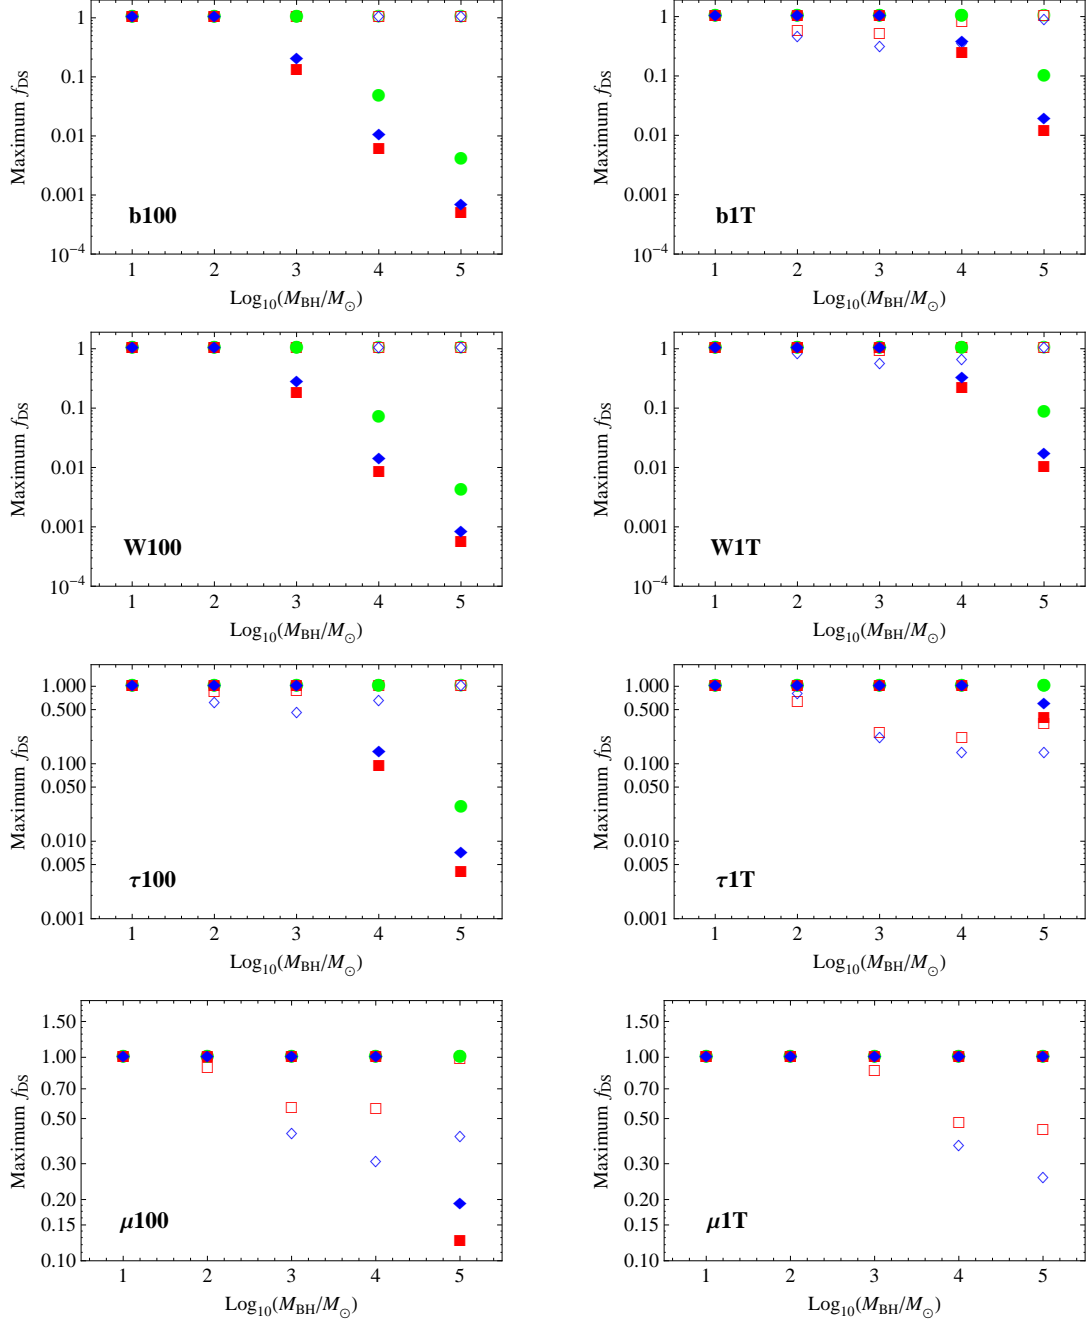 1
0.1
0.01
0.001
10⁻⁴
Maximum f_DS
b100
1 2 3 4 5
Log₁₀(M_BH/M_⊙)
1
0.1
0.01
0.001
10⁻⁴
Maximum f_DS
b1T
1 2 3 4 5
Log₁₀(M_BH/M_⊙)
1
0.1
0.01
0.001
10⁻⁴
Maximum f_DS
W100
1 2 3 4 5
Log₁₀(M_BH/M_⊙)
1
0.1
0.01
0.001
10⁻⁴
Maximum f_DS
W1T
1 2 3 4 5
Log₁₀(M_BH/M_⊙)
1.000
0.500
0.100
0.050
0.010
0.005
0.001
Maximum f_DS
τ100
1 2 3 4 5
Log₁₀(M_BH/M_⊙)
1.000
0.500
0.100
0.050
0.010
0.005
0.001
Maximum f_DS
τ1T
1 2 3 4 5
Log₁₀(M_BH/M_⊙)
1.50
1.00
0.70
0.50
0.30
0.20
0.15
0.10
Maximum f_DS
μ100
1 2 3 4 5
Log₁₀(M_BH/M_⊙)
1.50
1.00
0.70
0.50
0.30
0.20
0.15
0.10
Maximum f_DS
μ1T
1 2 3 4 5
Log₁₀(M_BH/M_⊙)